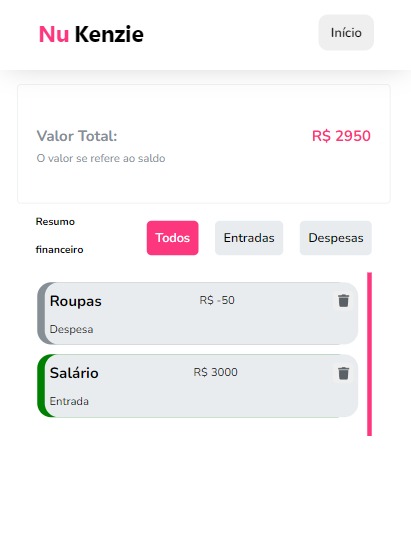 Nu Kenzie
Início
Valor Total:
R$ 2950
O valor se refere ao saldo
Resumo
financeiro
Todos
Entradas
Despesas
Roupas
R$ -50
Despesa
Salário
R$ 3000
Entrada